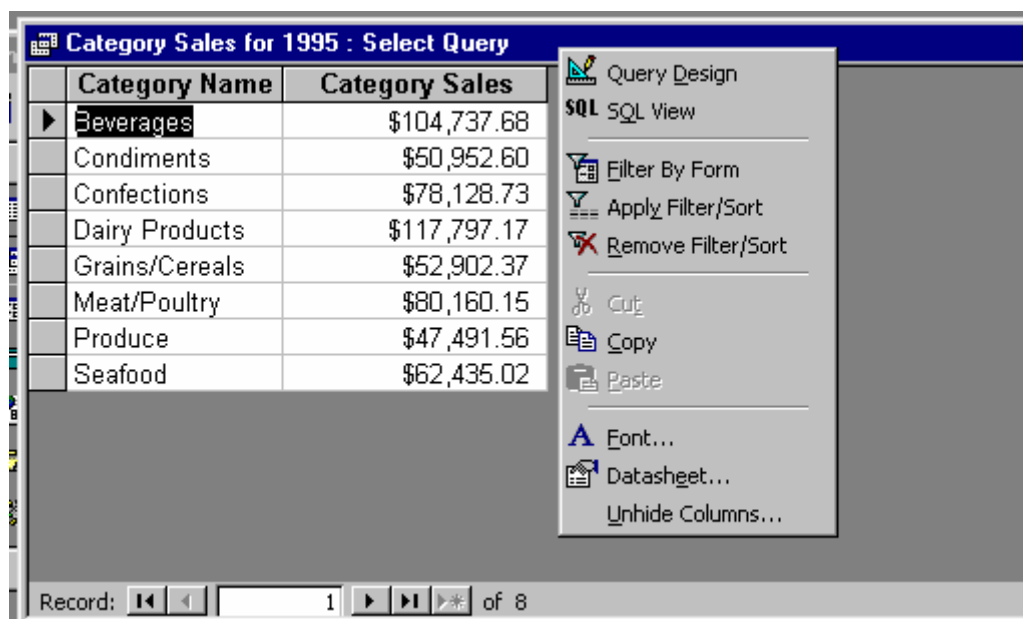 Category Sales for 1995 : Select Query
Category Name Category Sales
Beverages $104,737.68
Condiments $50,952.60
Confections $78,128.73
Dairy Products $117,797.17
Grains/Cereals $52,902.37
Meat/Poultry $80,160.15
Produce $47,491.56
Seafood $62,435.02
Query Design
SQL SQL View
Filter By Form
Apply Filter/Sort
Remove Filter/Sort
Cut
Copy
Paste
A Font...
Datasheet...
Unhide Columns...
Record: 1 of 8